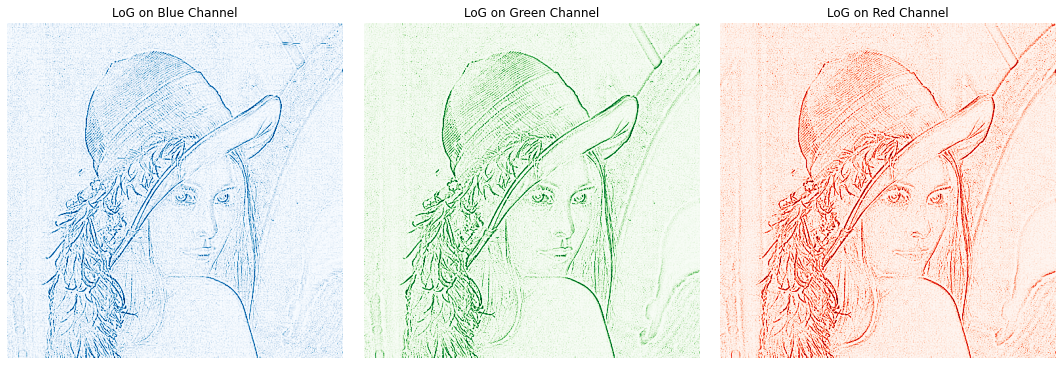 LoG on Blue Channel
LoG on Green Channel
LoG on Red Channel